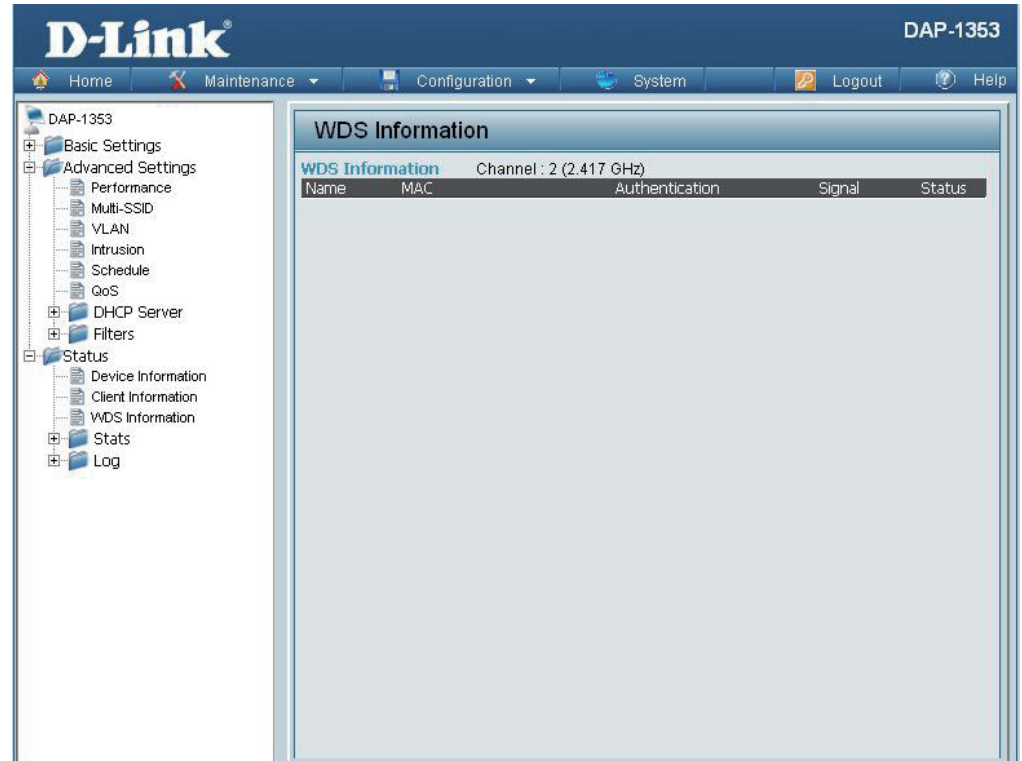 D-Link®
DAP-1353
Home Maintenance Configuration System Logout Help
DAP-1353
Basic Settings
Advanced Settings
Performance
Multi-SSID
VLAN
Intrusion
Schedule
QoS
DHCP Server
Filters
Status
Device Information
Client Information
WDS Information
Stats
Log
WDS Information
WDS Information Channel : 2 (2.417 GHz)
Name MAC Authentication Signal Status